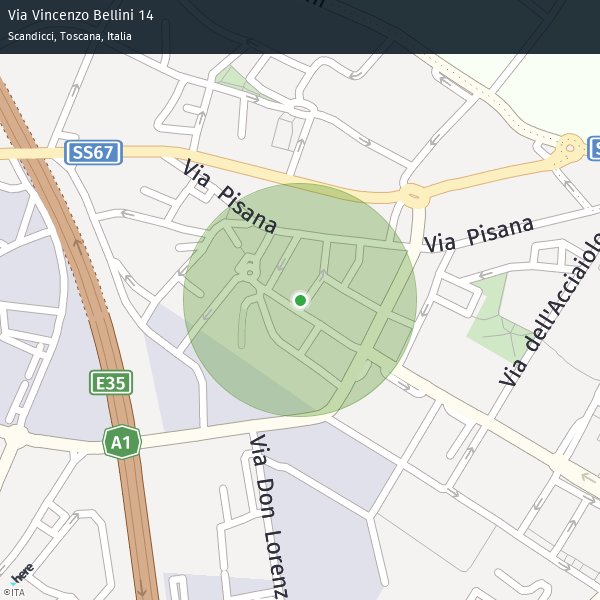 Via Vincenzo Bellini 14
Scandicci, Toscana, Italia
SS67
Via Pisana
Via Pisana
Via dell'Acciaiolo
E35
A1
Via Don Lorenz
here
©ITA